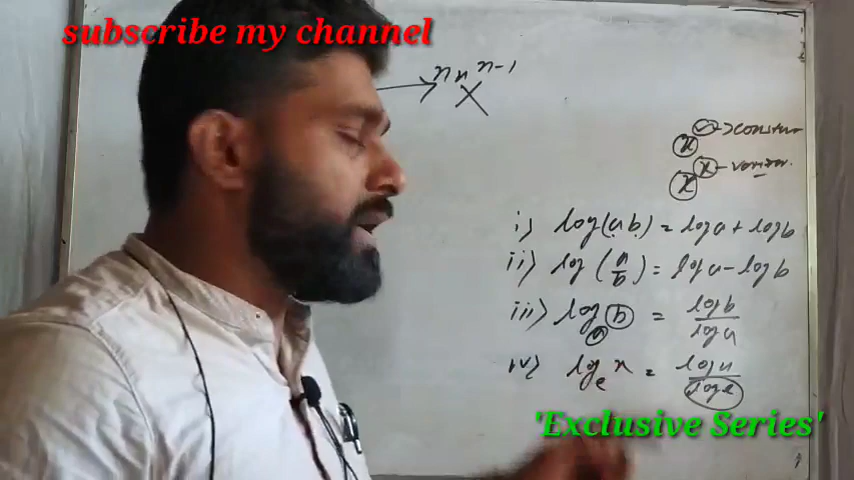 subscribe my channel
n x^{n-1}
x
x
x
i) log(ab) = log a + log b
ii) log (a/b) = log a - log b
iii) log_a b = log b / log a
iv) log_e x = log x / log e
'Exclusive Series'